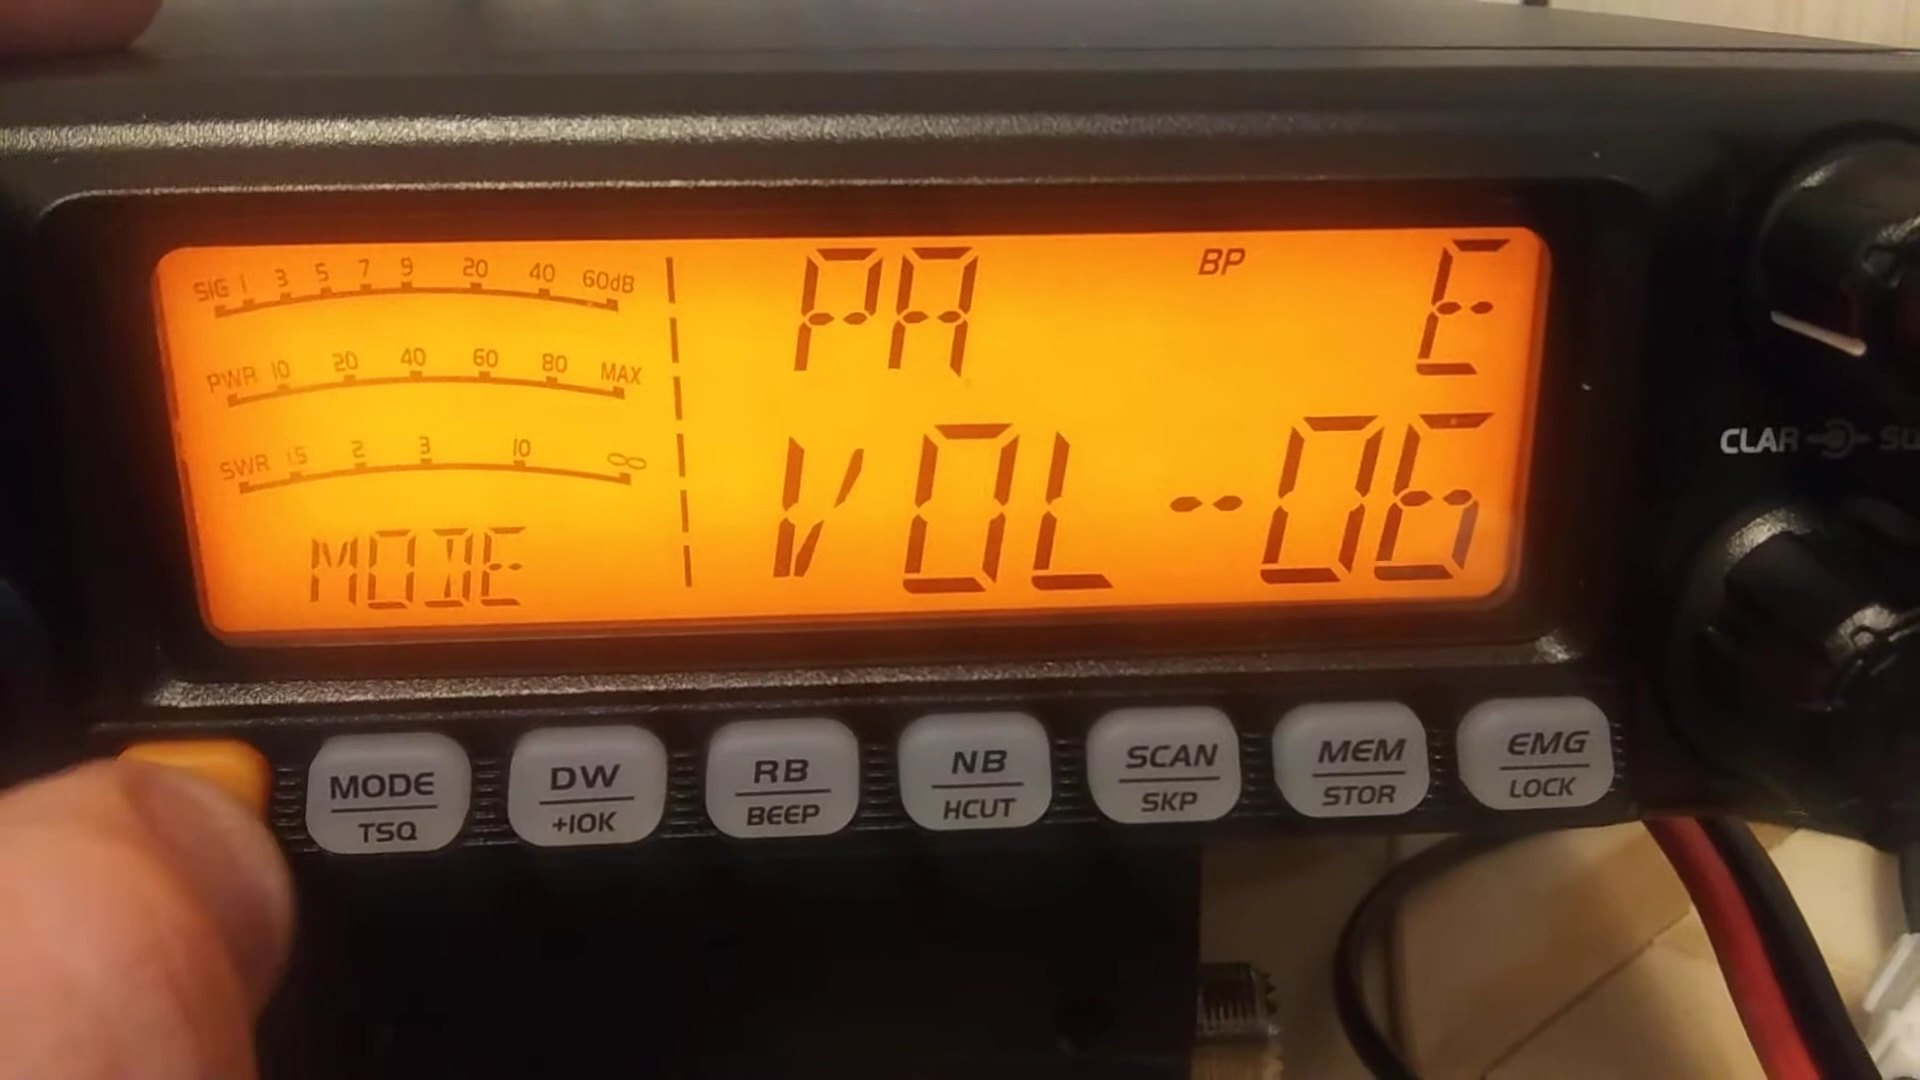 SIG 1 3 5 7 9 20 40 60dB
PWR 10 20 40 60 80 MAX
SWR 1.5 2 3 10 ∞
MODE
PA BP E
VOL -06
CLAR
MODE
TSQ
DW
+10K
RB
BEEP
NB
HCUT
SCAN
SKP
MEM
STOR
EMG
LOCK